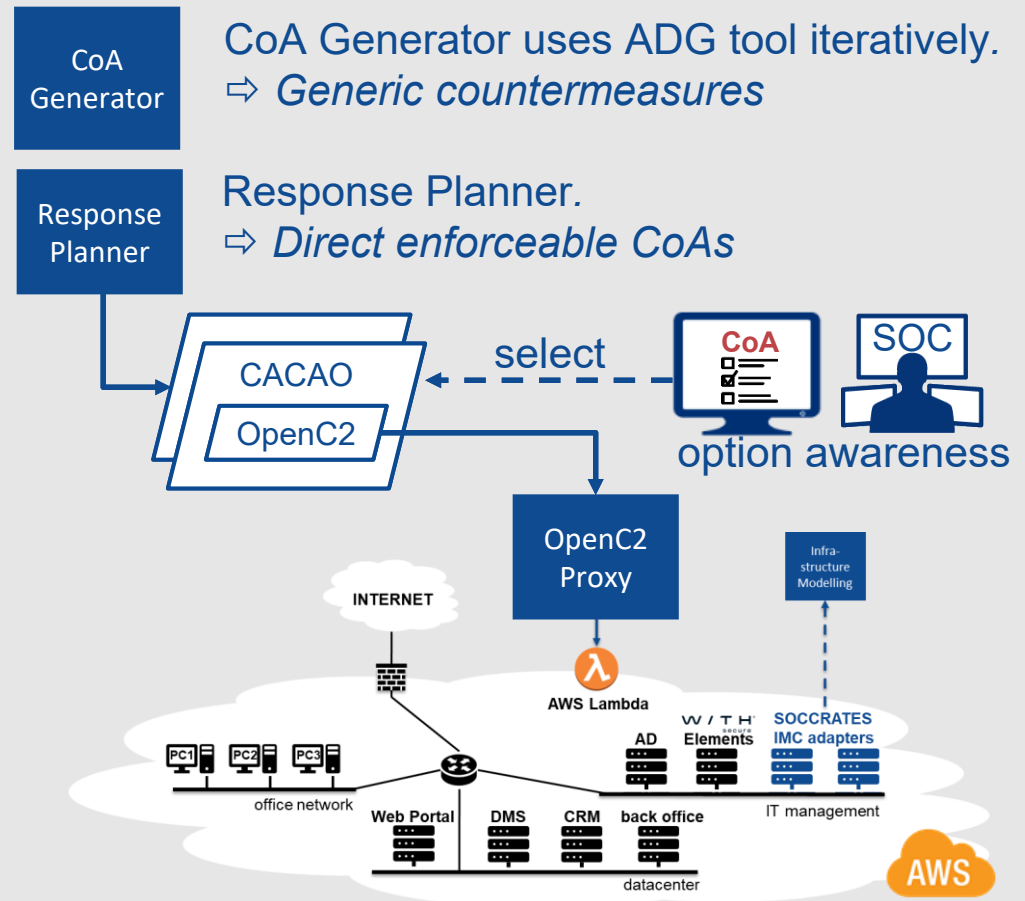 CoA
Generator
CoA Generator uses ADG tool iteratively.
⇨ Generic countermeasures
Response
Planner
Response Planner.
⇨ Direct enforceable CoAs
CACAO
OpenC2
select
CoA
SOC
option awareness
OpenC2
Proxy
Infra-
structure
Modelling
INTERNET
λ
AWS Lambda
PC1
PC2
PC3
office network
AD
W / T H
secure
Elements
SOCCRATES
IMC adapters
IT management
Web Portal
DMS
CRM
back office
datacenter
AWS